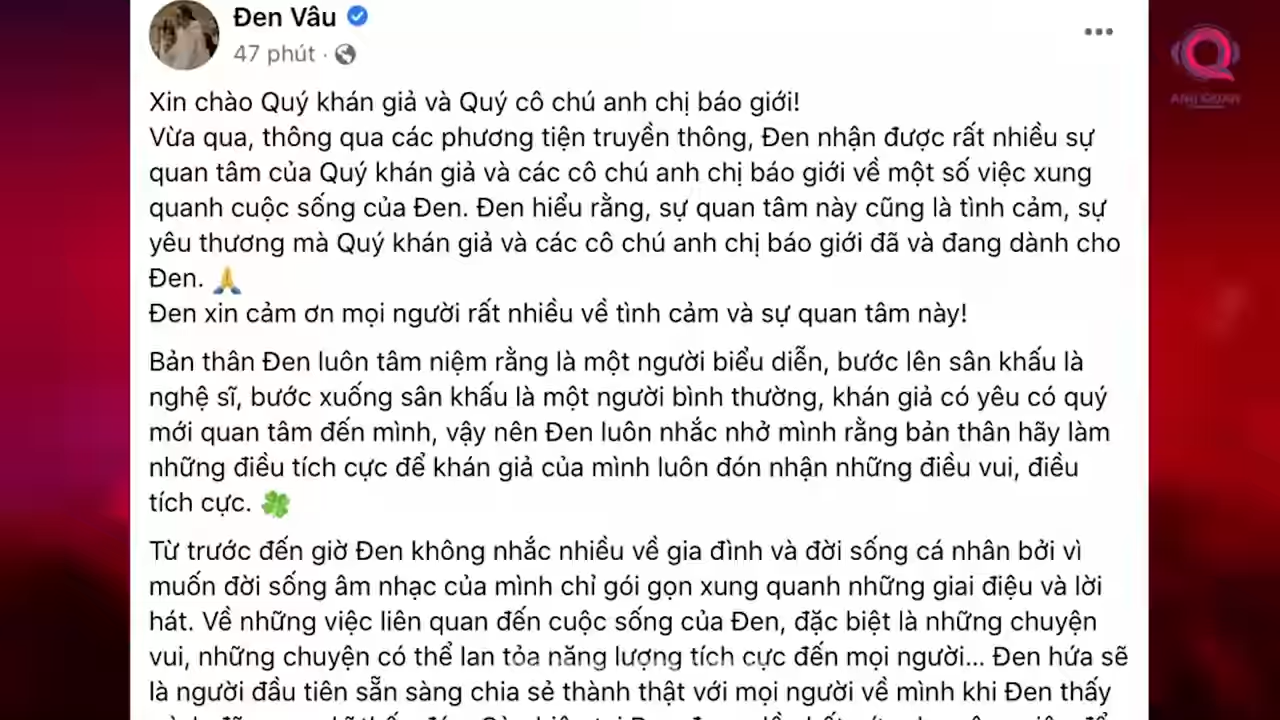 Đen Vâu
47 phút ·
Xin chào Quý khán giả và Quý cô chú anh chị báo giới!
Vừa qua, thông qua các phương tiện truyền thông, Đen nhận được rất nhiều sự
quan tâm của Quý khán giả và các cô chú anh chị báo giới về một số việc xung
quanh cuộc sống của Đen. Đen hiểu rằng, sự quan tâm này cũng là tình cảm, sự
yêu thương mà Quý khán giả và các cô chú anh chị báo giới đã và đang dành cho
Đen. 🙏
Đen xin cảm ơn mọi người rất nhiều về tình cảm và sự quan tâm này!
Bản thân Đen luôn tâm niệm rằng là một người biểu diễn, bước lên sân khấu là
nghệ sĩ, bước xuống sân khấu là một người bình thường, khán giả có yêu có quý
mới quan tâm đến mình, vậy nên Đen luôn nhắc nhở mình rằng bản thân hãy làm
những điều tích cực để khán giả của mình luôn đón nhận những điều vui, điều
tích cực. 🍀
Từ trước đến giờ Đen không nhắc nhiều về gia đình và đời sống cá nhân bởi vì
muốn đời sống âm nhạc của mình chỉ gói gọn xung quanh những giai điệu và lời
hát. Về những việc liên quan đến cuộc sống của Đen, đặc biệt là những chuyện
vui, những chuyện có thể lan tỏa năng lượng tích cực đến mọi người... Đen hứa sẽ
là người đầu tiên sẵn sàng chia sẻ thành thật với mọi người về mình khi Đen thấy